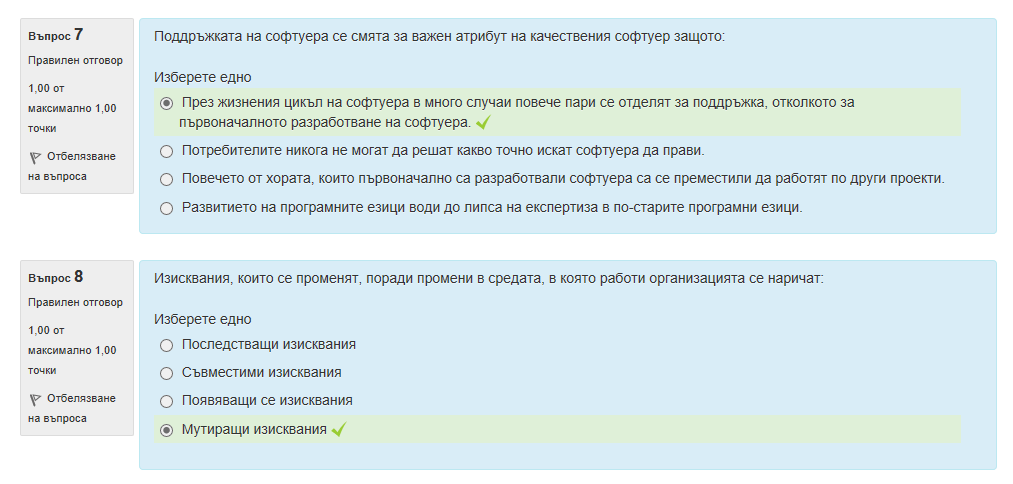 Въпрос 7
Правилен отговор
1,00 от
максимално 1,00
точки
Отбелязване
на въпроса
Поддръжката на софтуера се смята за важен атрибут на качествения софтуер защото:
Изберете едно
През жизнения цикъл на софтуера в много случаи повече пари се отделят за поддръжка, отколкото за
първоначалното разработване на софтуера.
Потребителите никога не могат да решат какво точно искат софтуера да прави.
Повечето от хората, които първоначално са разработвали софтуера са се преместили да работят по други проекти.
Развитието на програмните езици води до липса на експертиза в по-старите програмни езици.
Въпрос 8
Правилен отговор
1,00 от
максимално 1,00
точки
Отбелязване
на въпроса
Изисквания, които се променят, поради промени в средата, в която работи организацията се наричат:
Изберете едно
Последстващи изисквания
Съвместими изисквания
Появяващи се изисквания
Мутиращи изисквания